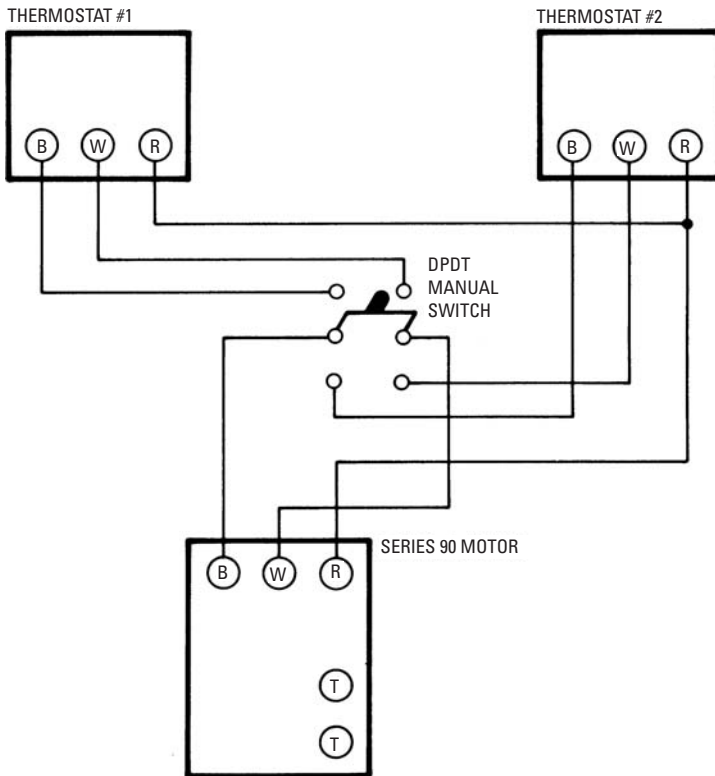 THERMOSTAT #1
THERMOSTAT #2
B W R
B W R
DPDT
MANUAL
SWITCH
SERIES 90 MOTOR
B W R
T
T